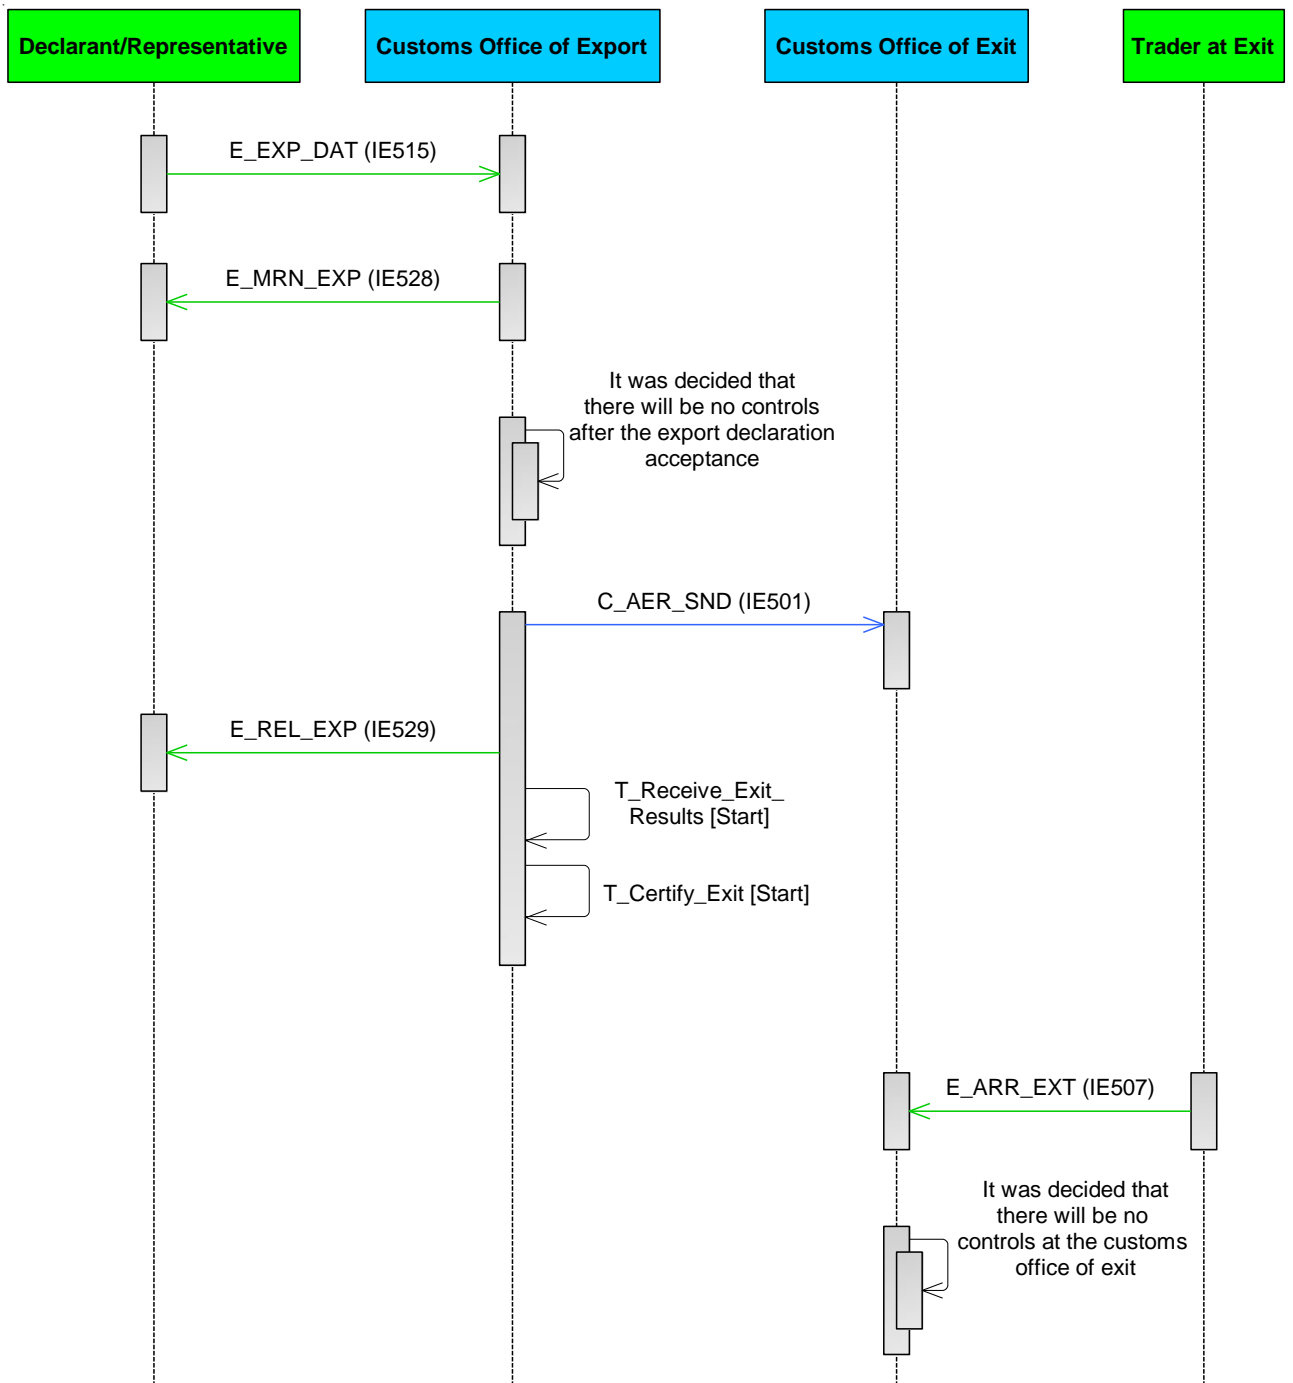 Declarant/Representative
Customs Office of Export
Customs Office of Exit
Trader at Exit
E_EXP_DAT (IE515)
E_MRN_EXP (IE528)
It was decided that
there will be no controls
after the export declaration
acceptance
C_AER_SND (IE501)
E_REL_EXP (IE529)
T_Receive_Exit_
Results [Start]
T_Certify_Exit [Start]
E_ARR_EXT (IE507)
It was decided that
there will be no
controls at the customs
office of exit